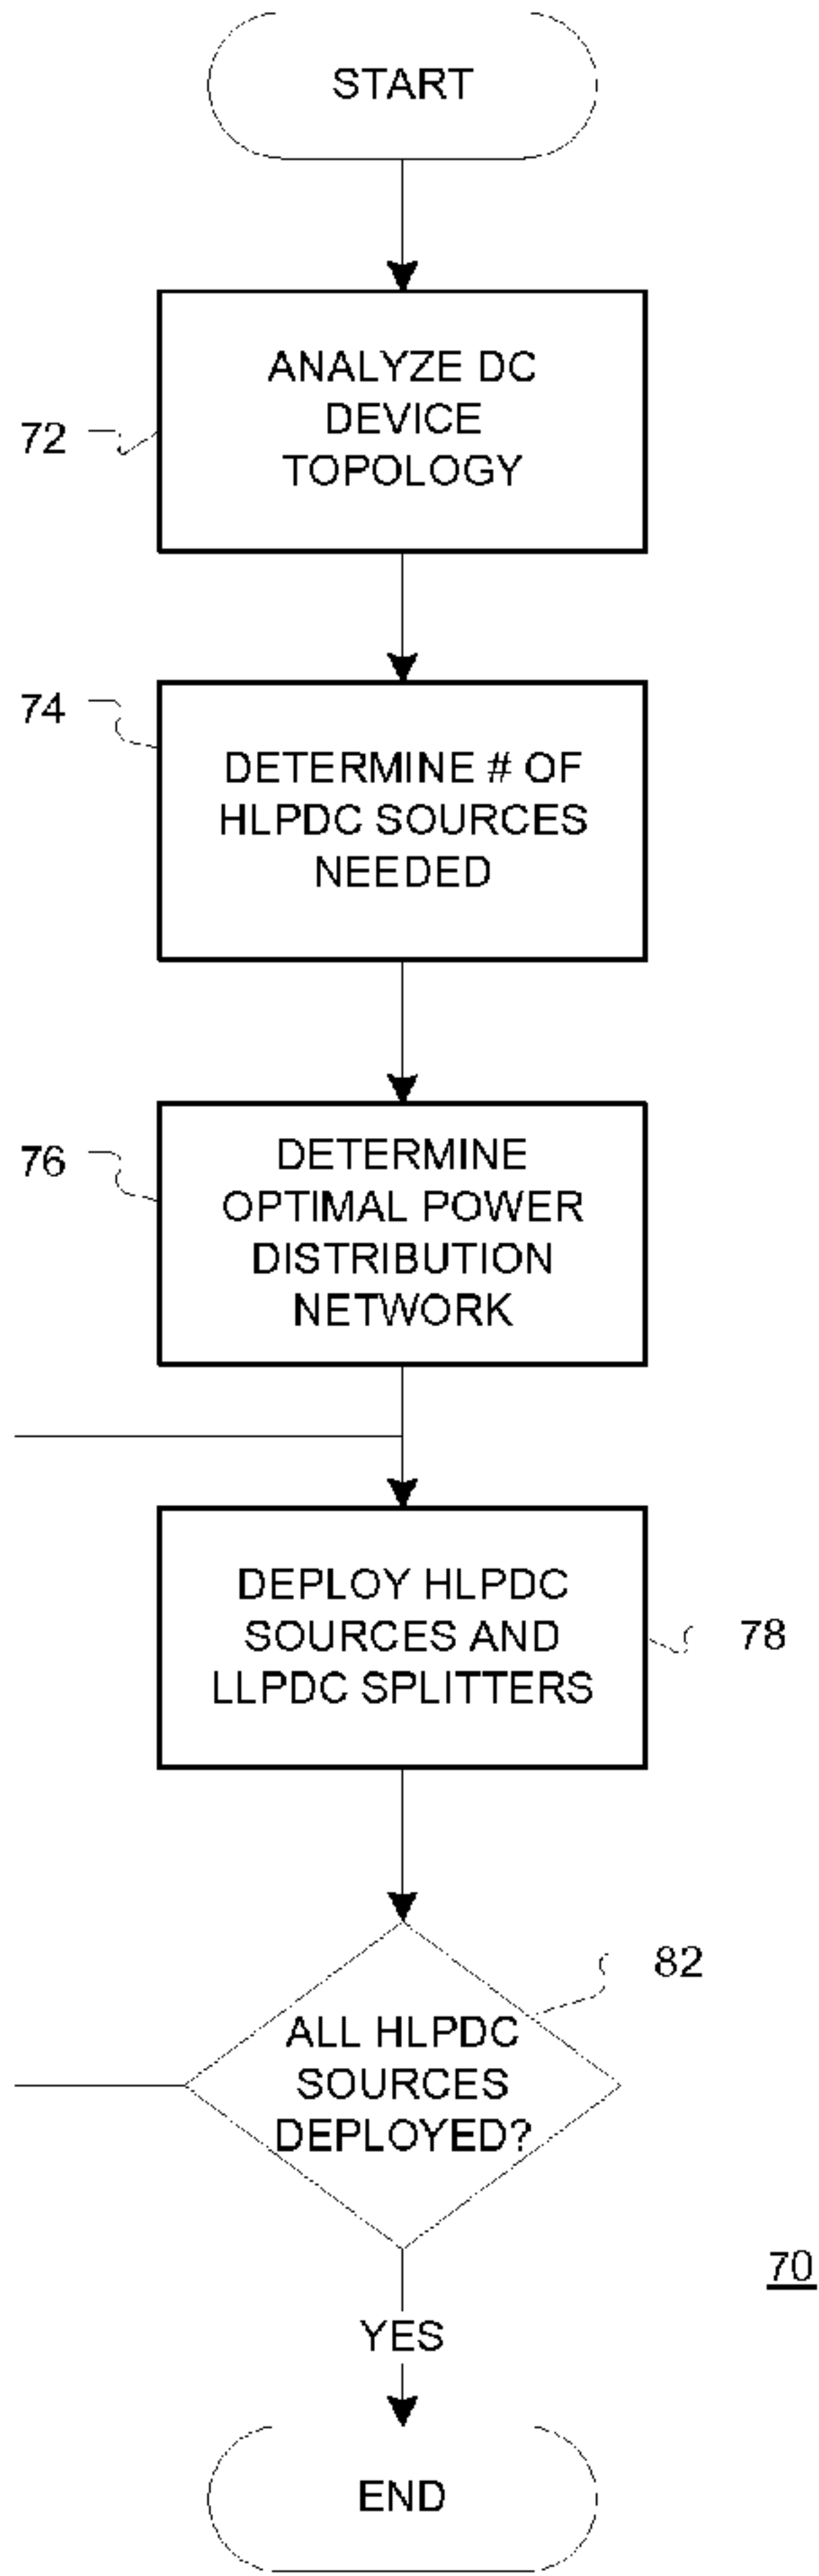 START
ANALYZE DC
DEVICE
TOPOLOGY
72
74
DETERMINE # OF
HLPDC SOURCES
NEEDED
76
DETERMINE
OPTIMAL POWER
DISTRIBUTION
NETWORK
DEPLOY HLPDC
SOURCES AND
LLPDC SPLITTERS
78
82
ALL HLPDC
SOURCES
DEPLOYED?
70
YES
END